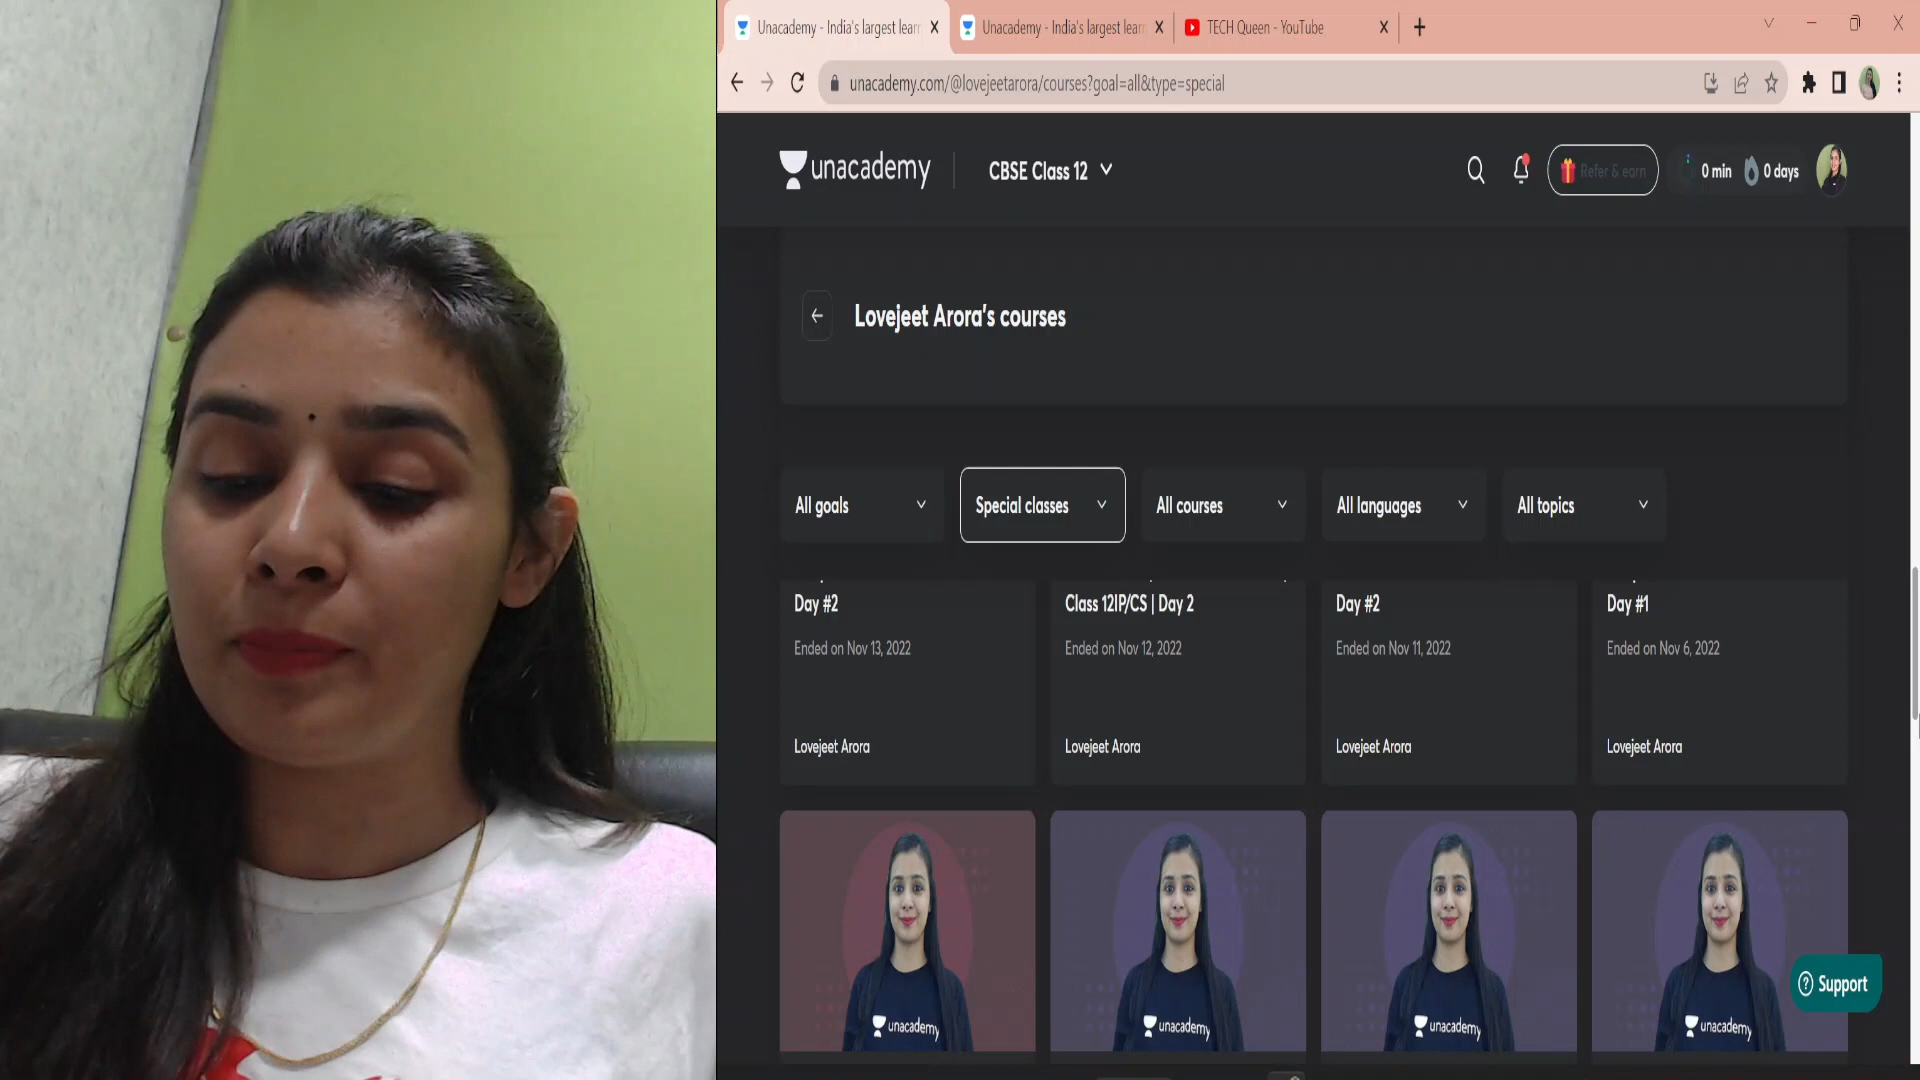 Unacademy - India's largest learn
Unacademy - India's largest learn
TECH Queen - YouTube
unacademy.com/@lovejeetarora/courses?goal=all&type=special
unacademy
CBSE Class 12
Refer & earn
0 min
0 days
Lovejeet Arora's courses
All goals
Special classes
All courses
All languages
All topics
Day #2
Class 12IP/CS | Day 2
Day #2
Day #1
Ended on Nov 13, 2022
Ended on Nov 12, 2022
Ended on Nov 11, 2022
Ended on Nov 6, 2022
Lovejeet Arora
Lovejeet Arora
Lovejeet Arora
Lovejeet Arora
Support
unacademy
unacademy
unacademy
unacademy